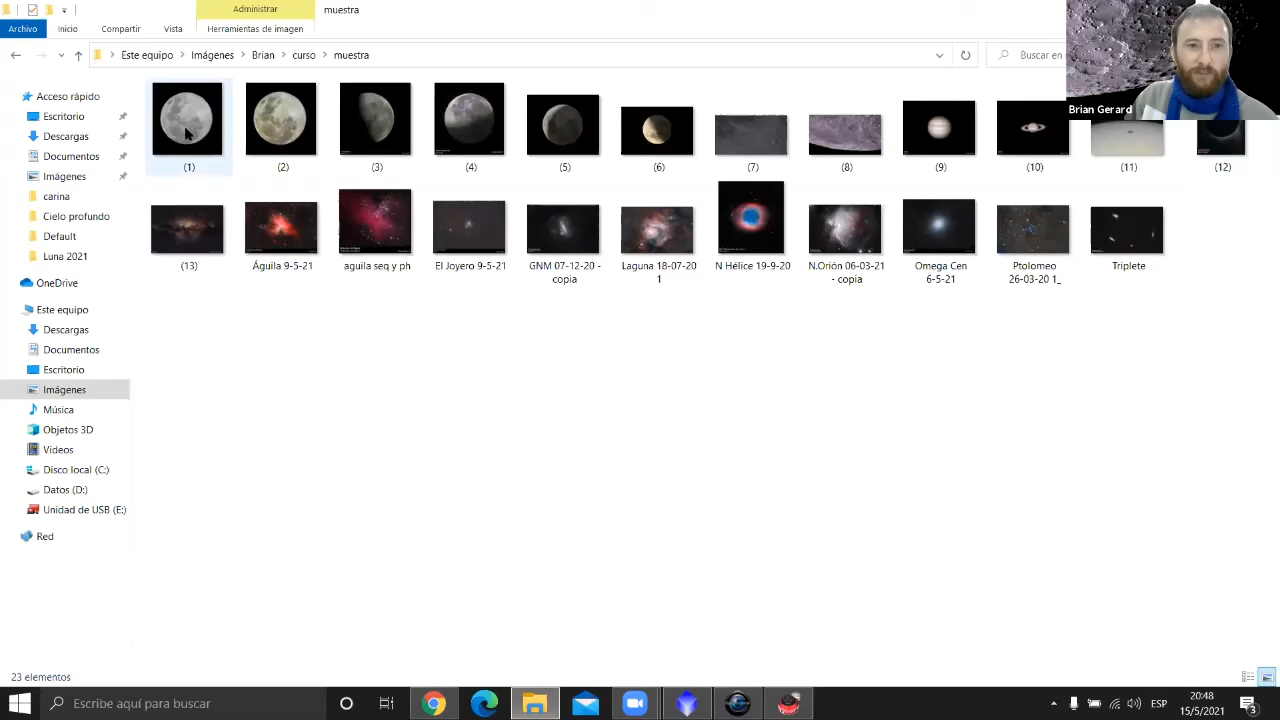 Administrar
muestra
Archivo
Inicio
Compartir
Vista
Herramientas de imagen
Este equipo
Imágenes
Brian
curso
muestra
Buscar en
Brian Gerard
Acceso rápido
Escritorio
Descargas
Documentos
Imágenes
carina
Cielo profundo
Default
Luna 2021
OneDrive
Este equipo
Descargas
Documentos
Escritorio
Imágenes
Música
Objetos 3D
Videos
Disco local (C:)
Datos (D:)
Unidad de USB (E:)
Red
(1)
(2)
(3)
(4)
(5)
(6)
(7)
(8)
(9)
(10)
(11)
(12)
(13)
Águila 9-5-21
aguila seq y ph
El Joyero 9-5-21
GNM 07-12-20 -
copia
Laguna 18-07-20
1
N Hélice 19-9-20
N.Orión 06-03-21
- copia
Omega Cen
6-5-21
Ptolomeo
26-03-20 1_
Triplete
23 elementos
Escribe aquí para buscar
ESP
20:48
15/5/2021
3